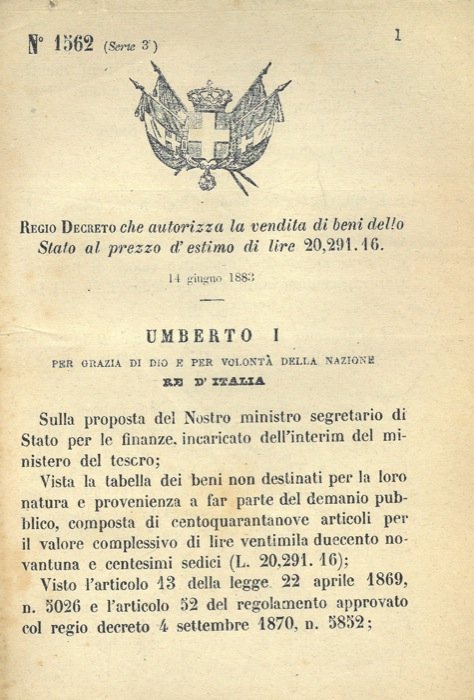 N° 1562 (Serie 3ª)
1
REGIO DECRETO che autorizza la vendita di beni dello
Stato al prezzo d'estimo di lire 20,291.16.
14 giugno 1883
UMBERTO I
PER GRAZIA DI DIO E PER VOLONTÀ DELLA NAZIONE
RE D'ITALIA
Sulla proposta del Nostro ministro segretario di
Stato per le finanze, incaricato dell'interim del mi-
nistero del tesoro;
Vista la tabella dei beni non destinati per la loro
natura e provenienza a far parte del demanio pub-
blico, composta di centoquarantanove articoli per
il valore complessivo di lire ventimila duecento no-
vantuna e centesimi sedici (L. 20,291. 16);
Visto l'articolo 13 della legge 22 aprile 1869,
n. 5026 e l'articolo 52 del regolamento approvato
col regio decreto 4 settembre 1870, n. 5852;